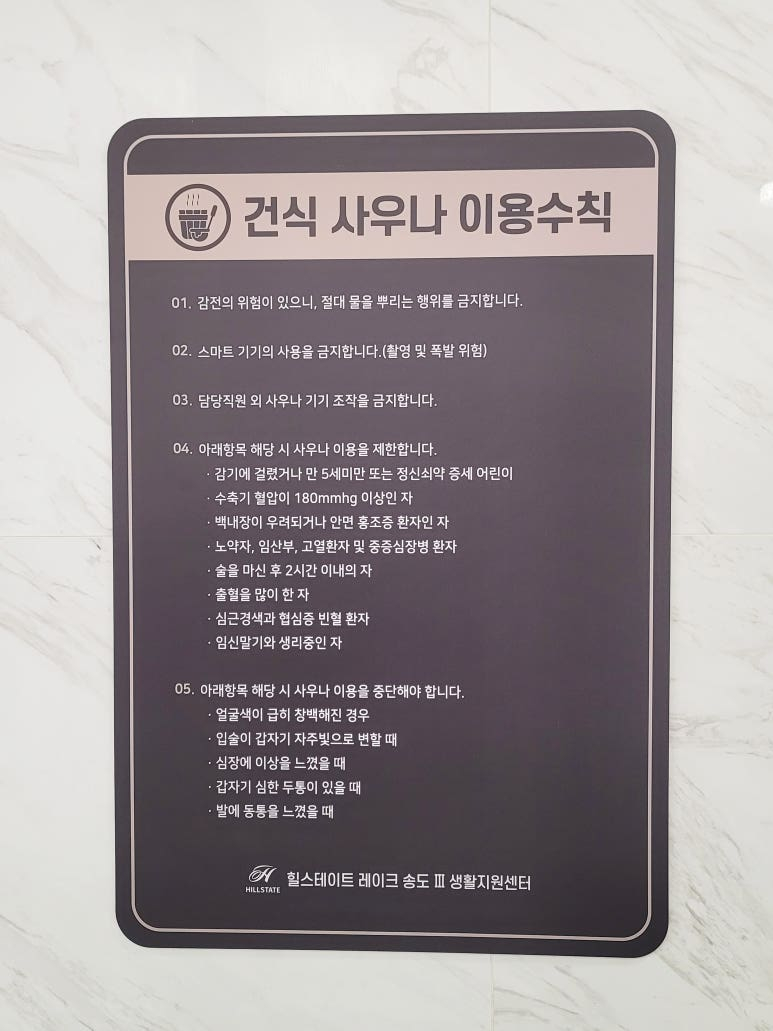 건식 사우나 이용수칙
01. 감전의 위험이 있으니, 절대 물을 뿌리는 행위를 금지합니다.
02. 스마트 기기의 사용을 금지합니다.(촬영 및 폭발 위험)
03. 담당직원 외 사우나 기기 조작을 금지합니다.
04. 아래항목 해당 시 사우나 이용을 제한합니다.
· 감기에 걸렸거나 만 5세미만 또는 정신쇠약 증세 어린이
· 수축기 혈압이 180mmhg 이상인 자
· 백내장이 우려되거나 안면 홍조증 환자인 자
· 노약자, 임산부, 고열환자 및 중증심장병 환자
· 술을 마신 후 2시간 이내의 자
· 출혈을 많이 한 자
· 심근경색과 협심증 빈혈 환자
· 임신말기와 생리중인 자
05. 아래항목 해당 시 사우나 이용을 중단해야 합니다.
· 얼굴색이 급히 창백해진 경우
· 입술이 갑자기 자주빛으로 변할 때
· 심장에 이상을 느꼈을 때
· 갑자기 심한 두통이 있을 때
· 발에 동통을 느꼈을 때
HILLSTATE 힐스테이트 레이크 송도 Ⅲ 생활지원센터